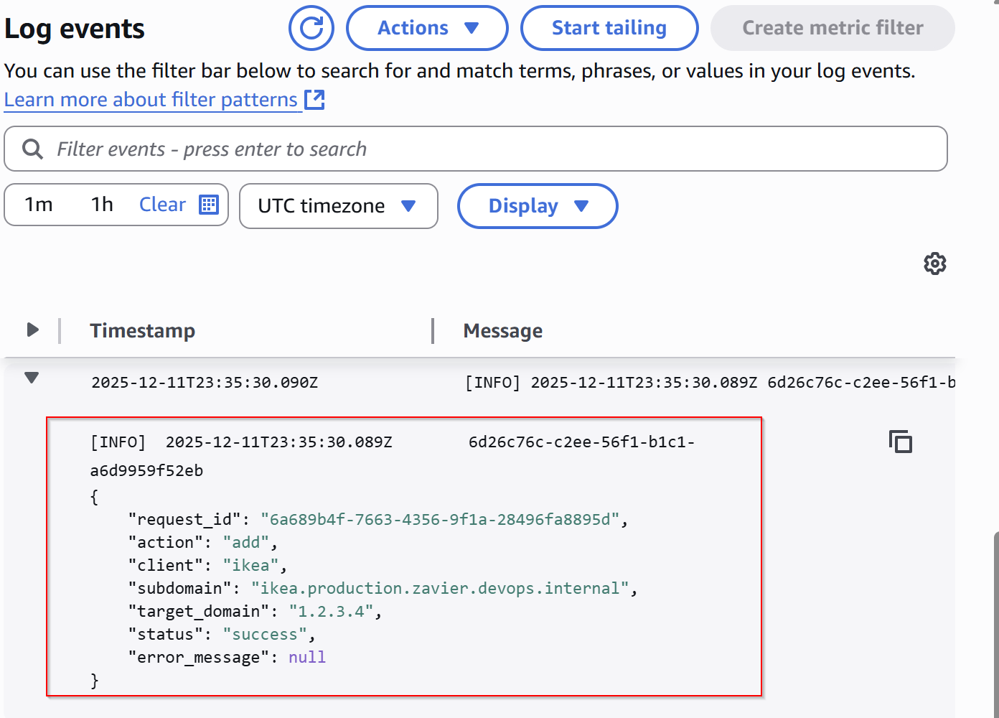 Log events
Actions
Start tailing
Create metric filter
You can use the filter bar below to search for and match terms, phrases, or values in your log events.
Learn more about filter patterns
Filter events - press enter to search
1m 1h Clear
UTC timezone
Display
Timestamp
Message
2025-12-11T23:35:30.090Z
[INFO] 2025-12-11T23:35:30.089Z 6d26c76c-c2ee-56f1-b
[INFO] 2025-12-11T23:35:30.089Z 6d26c76c-c2ee-56f1-b1c1-
a6d9959f52eb
{
"request_id": "6a689b4f-7663-4356-9f1a-28496fa8895d",
"action": "add",
"client": "ikea",
"subdomain": "ikea.production.zavier.devops.internal",
"target_domain": "1.2.3.4",
"status": "success",
"error_message": null
}